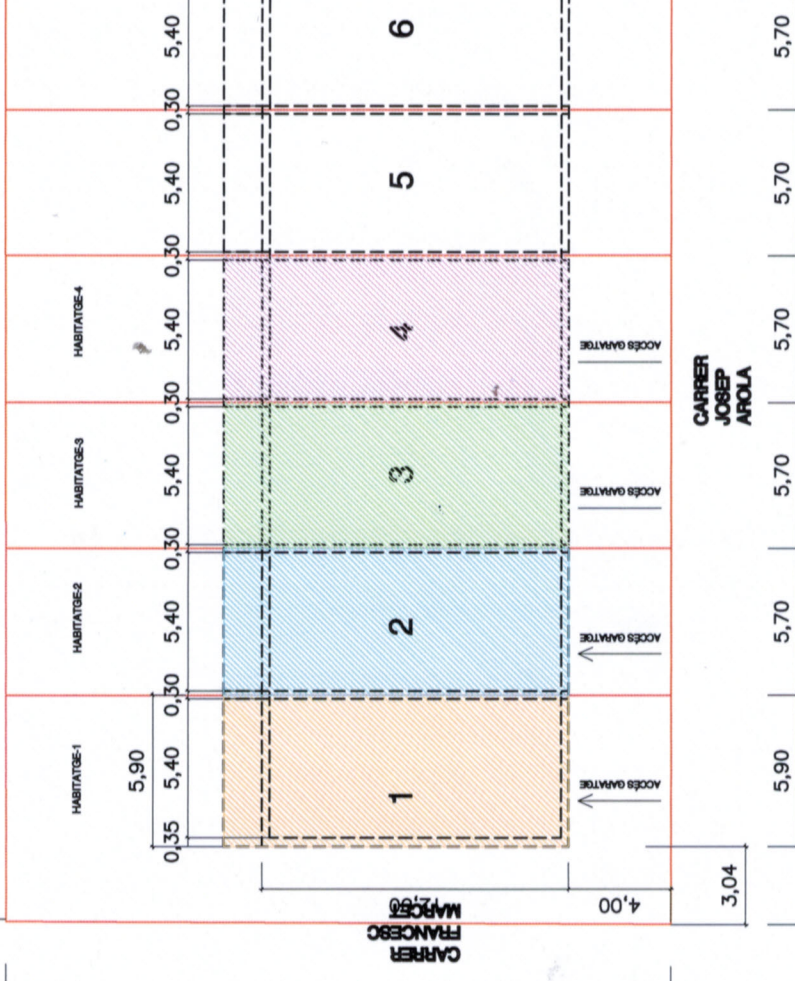 6
5,40
5,70
0,30
5
5,40
5,70
0,30
HABITATGE-4
4
5,40
ACCÉS GARATGE
5,70
0,30
CARRER
JOSEP
AROLA
HABITATGE-3
3
5,40
ACCÉS GARATGE
5,70
0,30
HABITATGE-2
2
5,40
ACCÉS GARATGE
5,70
0,30
HABITATGE-1
5,90
5,40
1
ACCÉS GARATGE
5,90
0,35
3,04
4,00
12,00
CARRER
FRANCESC
MARCET